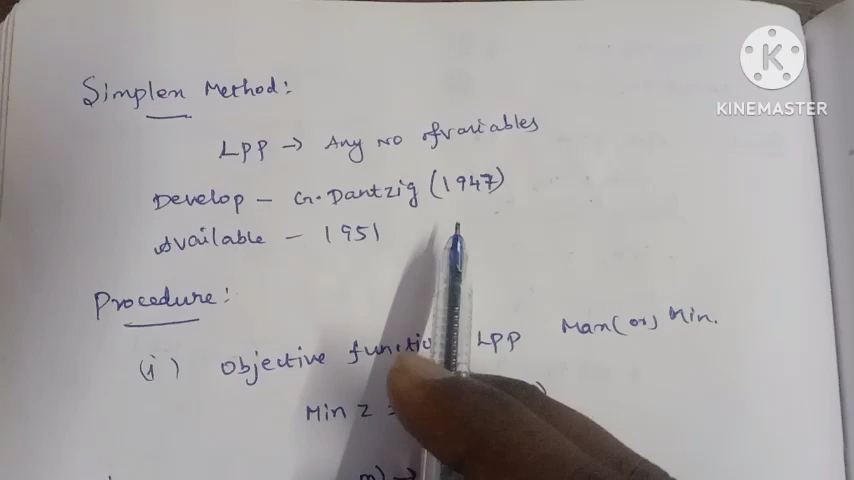 KINEMASTER
Simplex Method:
LPP → Any No of variables
Develop - G. Dantzig (1947)
Available - 1951
Procedure:
(i) Objective functio LPP Max (or) Min.
Min Z =